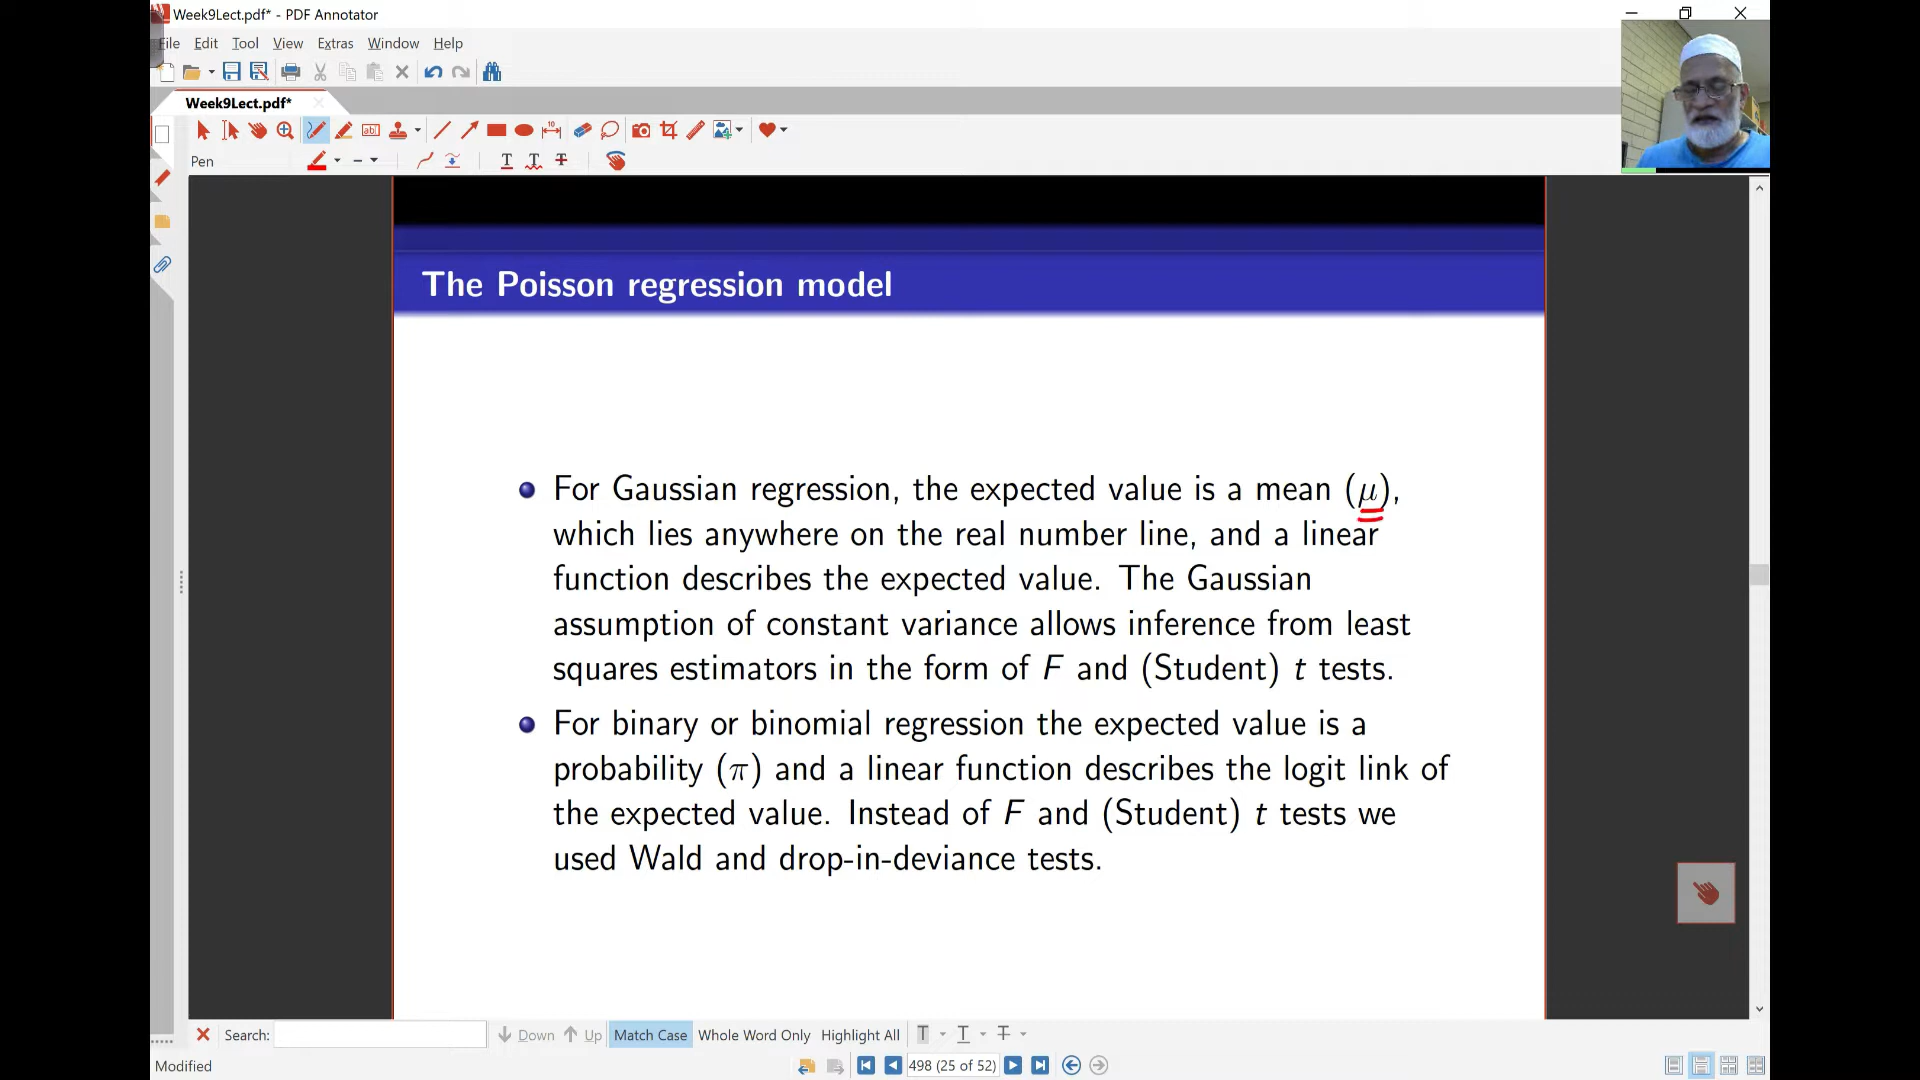 Week9Lect.pdf* - PDF Annotator
File Edit Tool View Extras Window Help
Week9Lect.pdf*
Pen
The Poisson regression model
For Gaussian regression, the expected value is a mean (μ),
which lies anywhere on the real number line, and a linear
function describes the expected value. The Gaussian
assumption of constant variance allows inference from least
squares estimators in the form of F and (Student) t tests.
For binary or binomial regression the expected value is a
probability (π) and a linear function describes the logit link of
the expected value. Instead of F and (Student) t tests we
used Wald and drop-in-deviance tests.
Search: Down Up Match Case Whole Word Only Highlight All
Modified 498 (25 of 52)